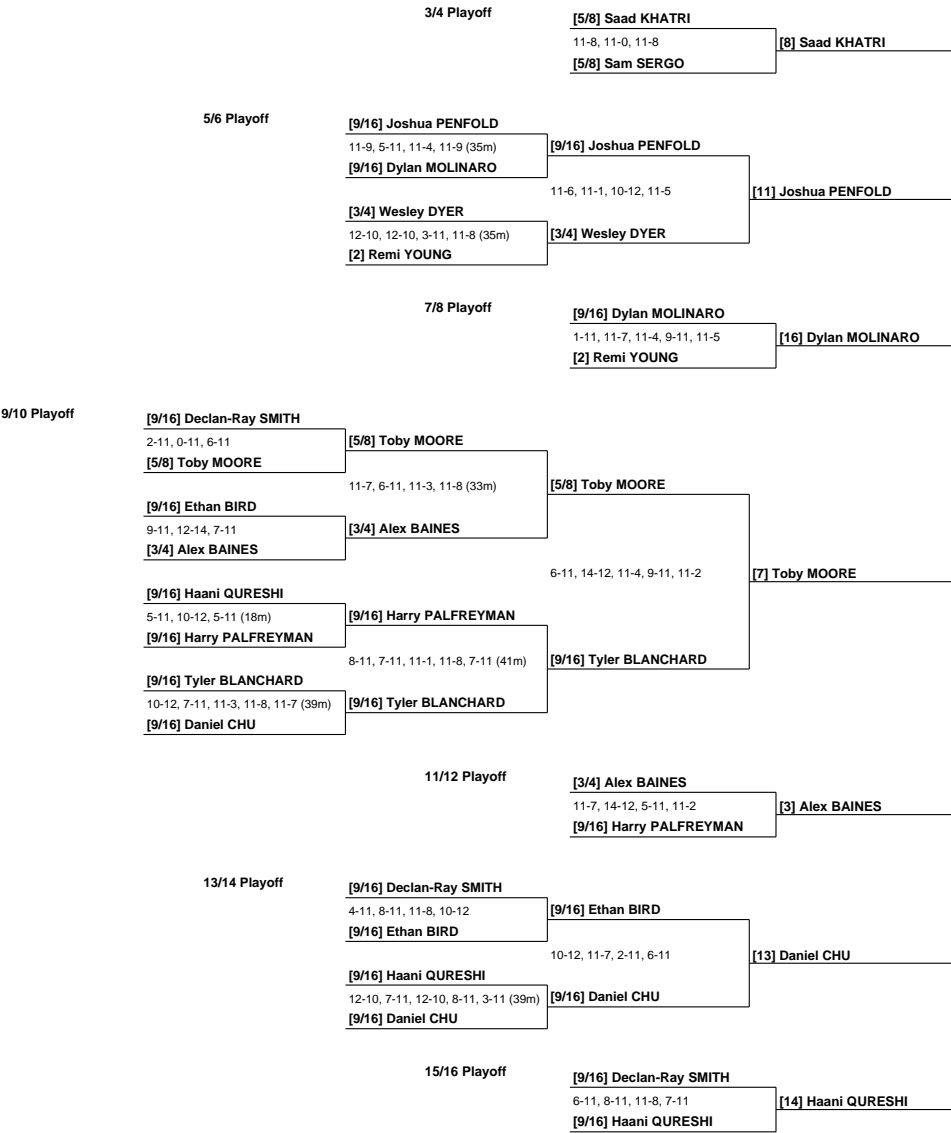 3/4 Playoff
[5/8] Saad KHATRI
11-8, 11-0, 11-8
[8] Saad KHATRI
[5/8] Sam SERGO
5/6 Playoff
[9/16] Joshua PENFOLD
11-9, 5-11, 11-4, 11-9 (35m)
[9/16] Joshua PENFOLD
[9/16] Dylan MOLINARO
11-6, 11-1, 10-12, 11-5
[11] Joshua PENFOLD
[3/4] Wesley DYER
12-10, 12-10, 3-11, 11-8 (35m)
[3/4] Wesley DYER
[2] Remi YOUNG
7/8 Playoff
[9/16] Dylan MOLINARO
1-11, 11-7, 11-4, 9-11, 11-5
[16] Dylan MOLINARO
[2] Remi YOUNG
9/10 Playoff
[9/16] Declan-Ray SMITH
2-11, 0-11, 6-11
[5/8] Toby MOORE
[5/8] Toby MOORE
11-7, 6-11, 11-3, 11-8 (33m)
[5/8] Toby MOORE
[9/16] Ethan BIRD
9-11, 12-14, 7-11
[3/4] Alex BAINES
[3/4] Alex BAINES
6-11, 14-12, 11-4, 9-11, 11-2
[7] Toby MOORE
[9/16] Haani QURESHI
5-11, 10-12, 5-11 (18m)
[9/16] Harry PALFREYMAN
[9/16] Harry PALFREYMAN
8-11, 7-11, 11-1, 11-8, 7-11 (41m)
[9/16] Tyler BLANCHARD
[9/16] Tyler BLANCHARD
10-12, 7-11, 11-3, 11-8, 11-7 (39m)
[9/16] Tyler BLANCHARD
[9/16] Daniel CHU
11/12 Playoff
[3/4] Alex BAINES
11-7, 14-12, 5-11, 11-2
[3] Alex BAINES
[9/16] Harry PALFREYMAN
13/14 Playoff
[9/16] Declan-Ray SMITH
4-11, 8-11, 11-8, 10-12
[9/16] Ethan BIRD
[9/16] Ethan BIRD
10-12, 11-7, 2-11, 6-11
[13] Daniel CHU
[9/16] Haani QURESHI
12-10, 7-11, 12-10, 8-11, 3-11 (39m)
[9/16] Daniel CHU
[9/16] Daniel CHU
15/16 Playoff
[9/16] Declan-Ray SMITH
6-11, 8-11, 11-8, 7-11
[14] Haani QURESHI
[9/16] Haani QURESHI